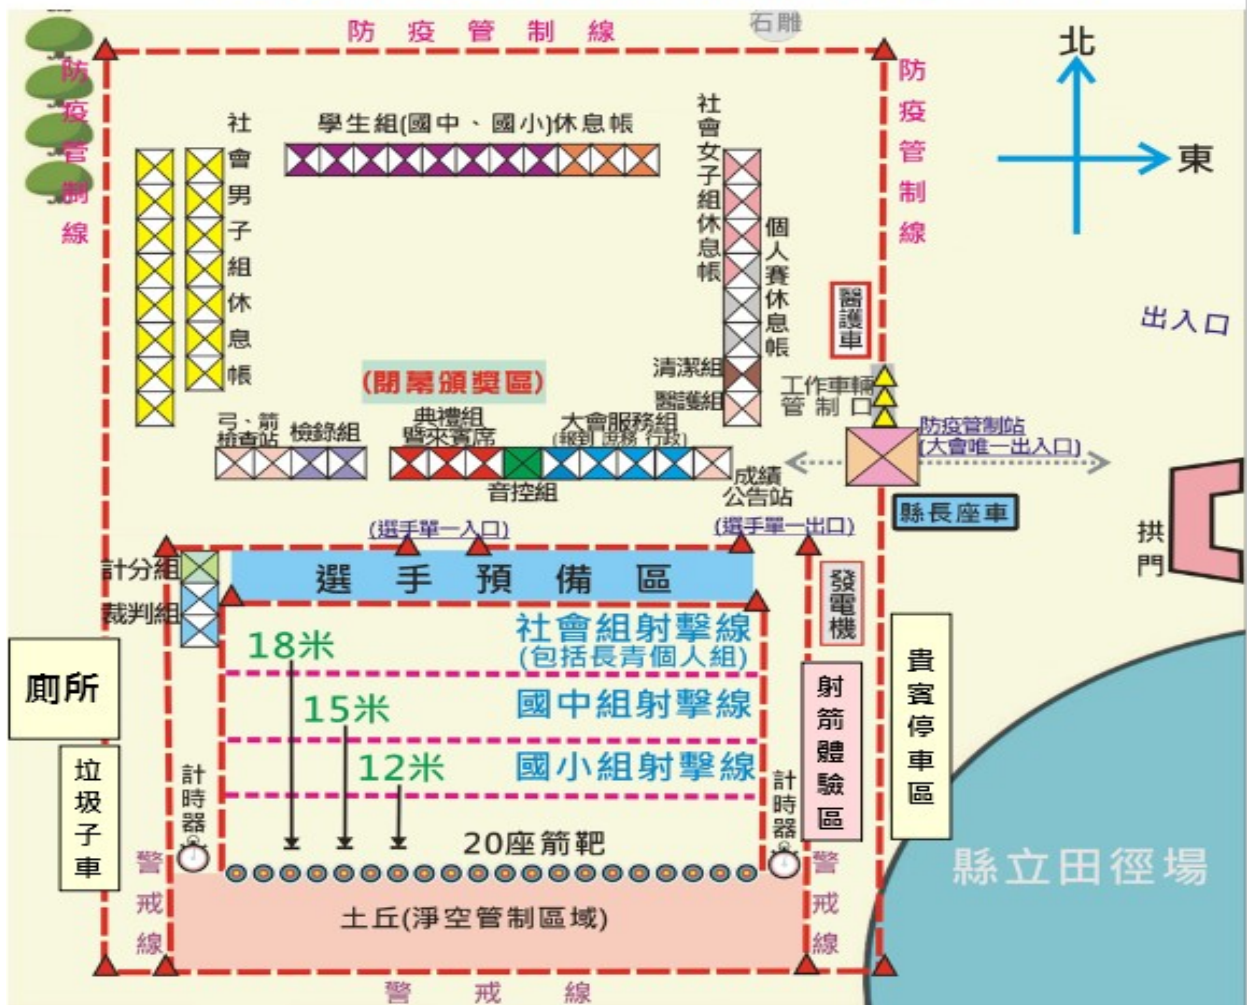 石雕
防疫管制線
北
東
防疫管制線
防疫管制線
社會男子組休息帳
學生組(國中、國小)休息帳
社會女子組休息帳
個人賽休息帳
出入口
醫護車
清潔組
醫護組
工作車輛
管制口
(閉幕頒獎區)
弓、箭
檢查站
檢錄組
典禮組
暨來賓席
大會服務組
(報到 庶務 行政)
音控組
成績
公告站
防疫管制站
(大會唯一出入口)
縣長座車
拱門
(選手單一入口)
(選手單一出口)
計分組
裁判組
選手預備區
發電機
社會組射擊線
(包括長青個人組)
18米
國中組射擊線
15米
國小組射擊線
12米
廁所
垃圾子車
計時器
計時器
射箭體驗區
貴賓停車區
20座箭靶
警戒線
警戒線
縣立田徑場
土丘(淨空管制區域)
警戒線